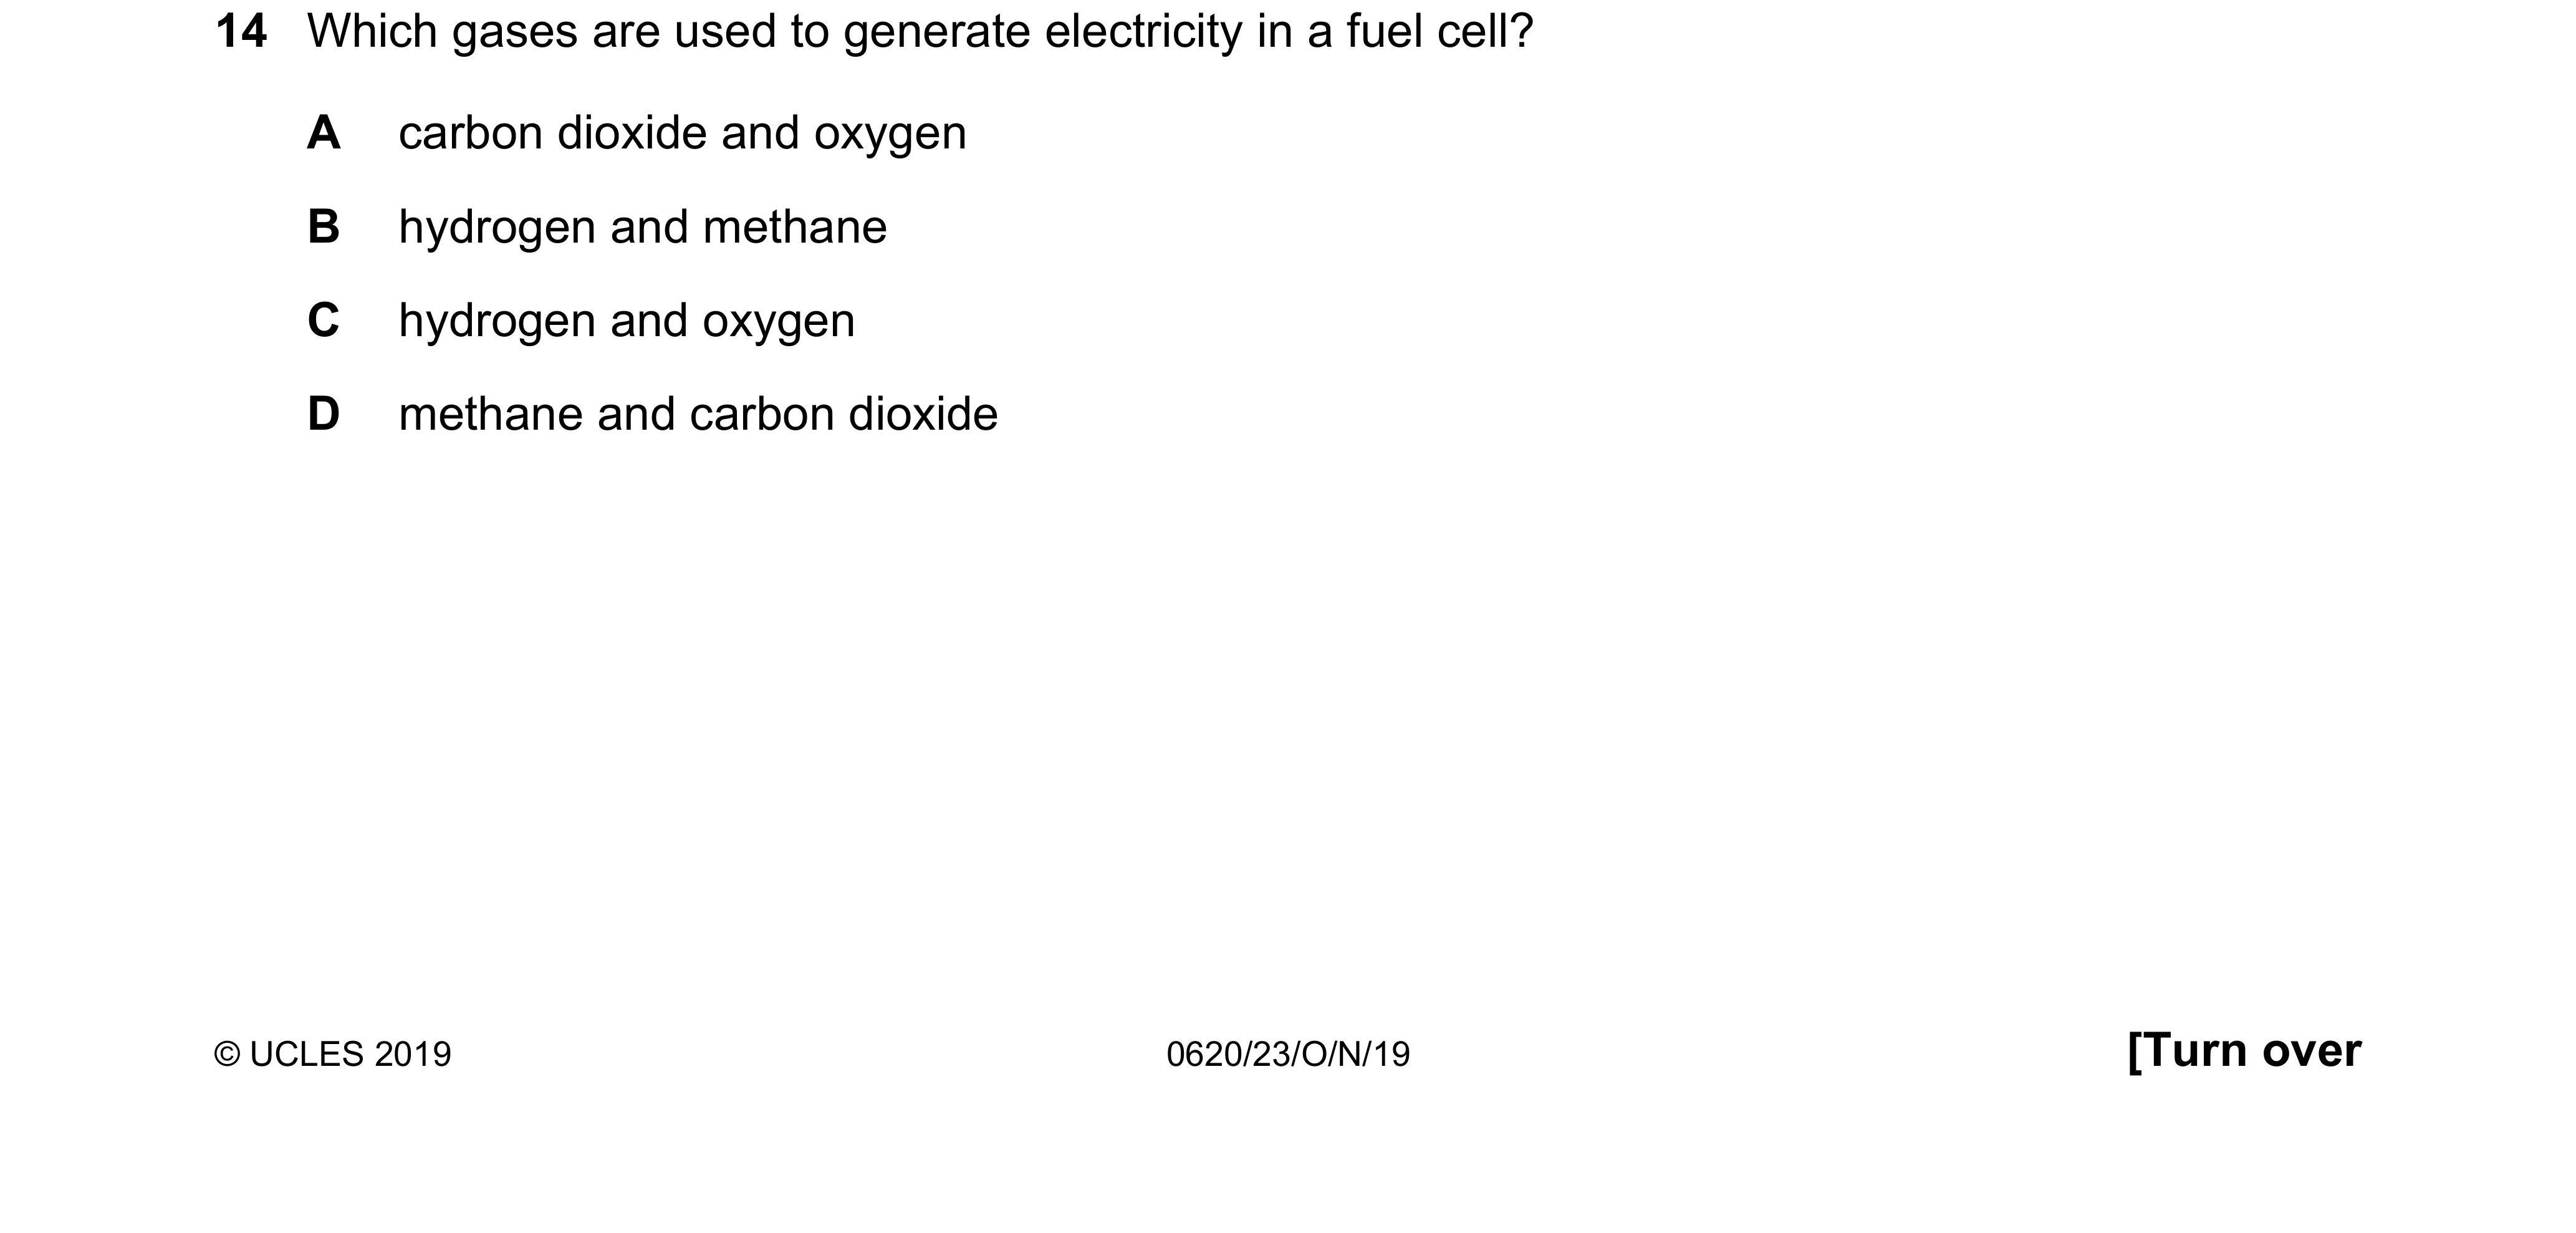 14 Which gases are used to generate electricity in a fuel cell?
A carbon dioxide and oxygen
B hydrogen and methane
C hydrogen and oxygen
D methane and carbon dioxide
© UCLES 2019 0620/23/O/N/19 [Turn over